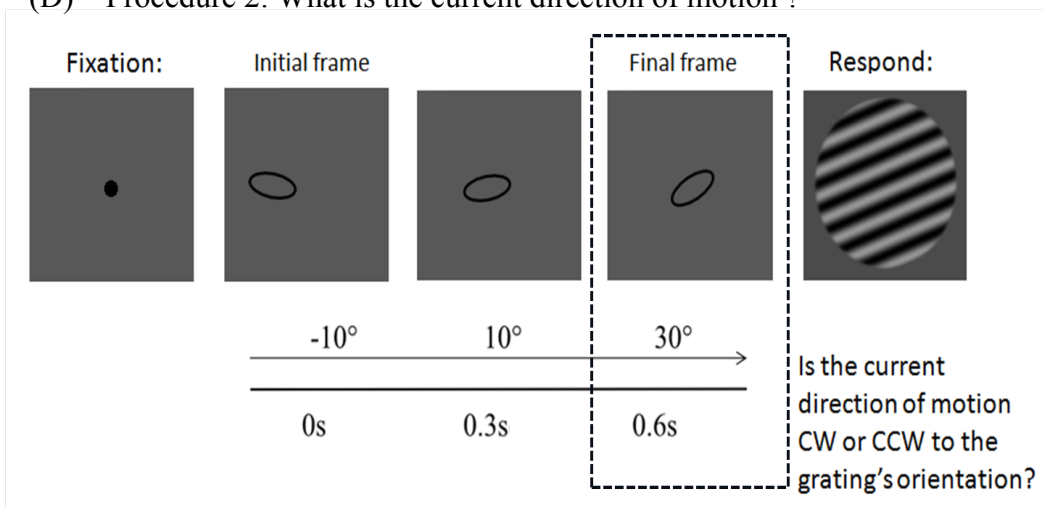 (D) Procedure 2: What is the current direction of motion ?
Fixation:
Initial frame
Final frame
Respond:
-10°
10°
30°
0s
0.3s
0.6s
Is the current
direction of motion
CW or CCW to the
grating's orientation?